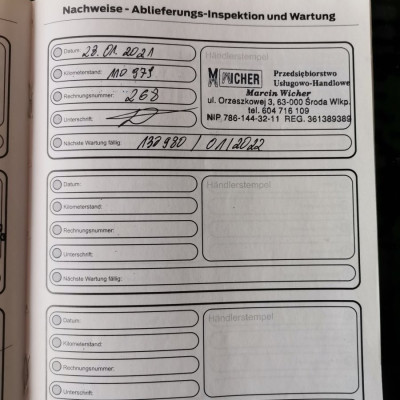 Nachweise - Ablieferungs-Inspektion und Wartung
Datum: 28.01.2021
Kilometerstand: 110 979
Rechnungsnummer: 268
Unterschrift:
Nächste Wartung fällig: 130 980 / 01/2022
Händlerstempel
WICHER Przedsiębiorstwo
Usługowo-Handlowe
Marcin Wicher
ul. Orzeszkowej 3, 63-000 Środa Wlkp.
tel. 604 716 109
NIP 786-144-32-11 REG. 361389389
Datum:
Kilometerstand:
Rechnungsnummer:
Unterschrift:
Nächste Wartung fällig:
Händlerstempel
Datum:
Kilometerstand:
Rechnungsnummer:
Unterschrift:
Händlerstempel